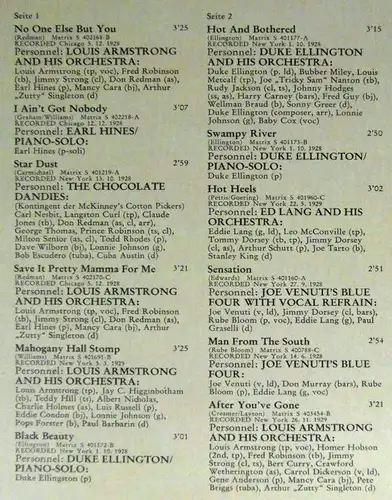 Seite 1
No One Else But You 3'25
(Redman) Matrix S 402168-B
RECORDED Chicago 5. 12. 1928
Personnel: LOUIS ARMSTRONG
AND HIS ORCHESTRA:
Louis Armstrong (tp, voc), Fred Robinson
(tb), Jimmy Strong (cl), Don Redman (as),
Earl Hines (p), Mancy Cara (bj), Arthur
„Zutty" Singleton (d)
I Ain't Got Nobody 3'07
(Graham/Williams) Matrix S 402218-A
RECORDED Chicago 12. 12. 1928
Personnel: EARL HINES/
PIANO-SOLO:
Earl Hines (p-soli)
Star Dust 2'59
(Carmichael) Matrix S 401219-A
RECORDED New York 13. 10. 1928
Personnel: THE CHOCOLATE
DANDIES:
(Kontingent der McKinney's Cotton Pickers)
Carl Nesbit, Langston Curl (tp), Claude
Jones (tb), Don Redman (as, cl, arr),
George Thomas, Prince Robinson (ts, cl),
Milton Senior (as, cl), Todd Rhodes (p),
Dave Wilborn (bj), Lonnie Johnson (g),
Bob Escudero (tuba), Cuba Austin (d)
Save It Pretty Mamma For Me 3'21
(Redman) Matrix S 402170-C
RECORDED Chicago 5. 12. 1928
Personnel: LOUIS ARMSTRONG
AND HIS ORCHESTRA:
Louis Armstrong (tp, voc), Fred Robinson
(tb), Jimmy Strong (cl), Don Redman (as),
Earl Hines (p), Mancy Cara (bj), Arthur
„Zutty" Singleton (d)
Mahogany Hall Stomp 3'25
(Williams) Matrix S 401691-B
RECORDED New York 5. 3. 1929
Personnel: LOUIS ARMSTRONG
AND HIS ORCHESTRA:
Louis Armstrong (tp), Jay C. Higginbotham
(tb), Teddy Hill (ts), Albert Nicholas,
Charlie Holmes (as), Luis Russell (p),
Eddie Condon (bj), Lonnie Johnson (g),
Pops Forster (b), Paul Barbarin (d)
Black Beauty 3'01
(Ellington) Matrix S 401172-B
RECORDED New York 1. 10. 1928
Personnel: DUKE ELLINGTON/
PIANO-SOLO:
Duke Ellington (p)
Seite 2
Hot And Bothered 3'15
(Ellington) Matrix S 401177-A
RECORDED New York 1. 10. 1928
Personnel: DUKE ELLINGTON
AND HIS ORCHESTRA:
Duke Ellington (p, ld), Bubber Miley, Louis
Metcalf (tp), Joe „Tricky Sam" Nanton (tb),
Rudy Jackson (cl, ts), Johnny Hodges
(ss, as), Harry Carney (brs), Fred Guy (bj),
Wellman Braud (b), Sonny Greer (d),
Duke Ellington (composer, arr), Lonnie
Johnson (g), Baby Cox (voc)
Swampy River 2'50
(Ellington) Matrix S 401173-B
RECORDED New York 1. 10. 1928
Personnel: DUKE ELLINGTON/
PIANO-SOLO:
Duke Ellington (p)
Hot Heels 3'02
(Pettis-Goering) Matrix S 401960-C
RECORDED New York 22. 5. 1929
Personnel: ED LANG AND HIS
ORCHESTRA:
Eddie Lang (g, ld), Leo McConville (tp),
Tommy Dorsey (tb, tp), Jimmy Dorsey
(cl, as), Arthur Schutt (p), Joe Tarto (b),
Stanley King (d)
Sensation 2'51
(Edwards) Matrix S 401160-A
RECORDED New York 27. 9. 1928
Personnel: JOE VENUTI'S BLUE
FOUR WITH VOCAL REFRAIN:
Joe Venuti (v, ld), Jimmy Dorsey (cl, bars),
Rube Bloom (p, voc), Eddie Lang (g), Paul
Graselli (d)
Man From The South 2'54
(Rube Bloom) Matrix S 400788-C
RECORDED New York 14. 6. 1928
Personnel: JOE VENUTI'S BLUE
FOUR:
Joe Venuti (v, ld), Don Murray (bars), Rube
Bloom (p), Eddie Lang (g)
After You've Gone 3'21
(Creamer/Layton) Matrix S 403454-B
RECORDED New York 26. 11. 1929
Personnel: LOUIS ARMSTRONG
AND HIS ORCHESTRA:
Louis Armstrong (tp, voc), Homer Hobson
(2nd, tp), Fred Robinson (tb), Jimmy
Strong (cl, ts), Bert Curry, Crawford
Wetherington (as), Carrol Dickerson (v, ld),
Gene Anderson (p), Mancy Cara (bj), Pete
Briggs (tuba), Arthur „Zutty" Singleton (d)